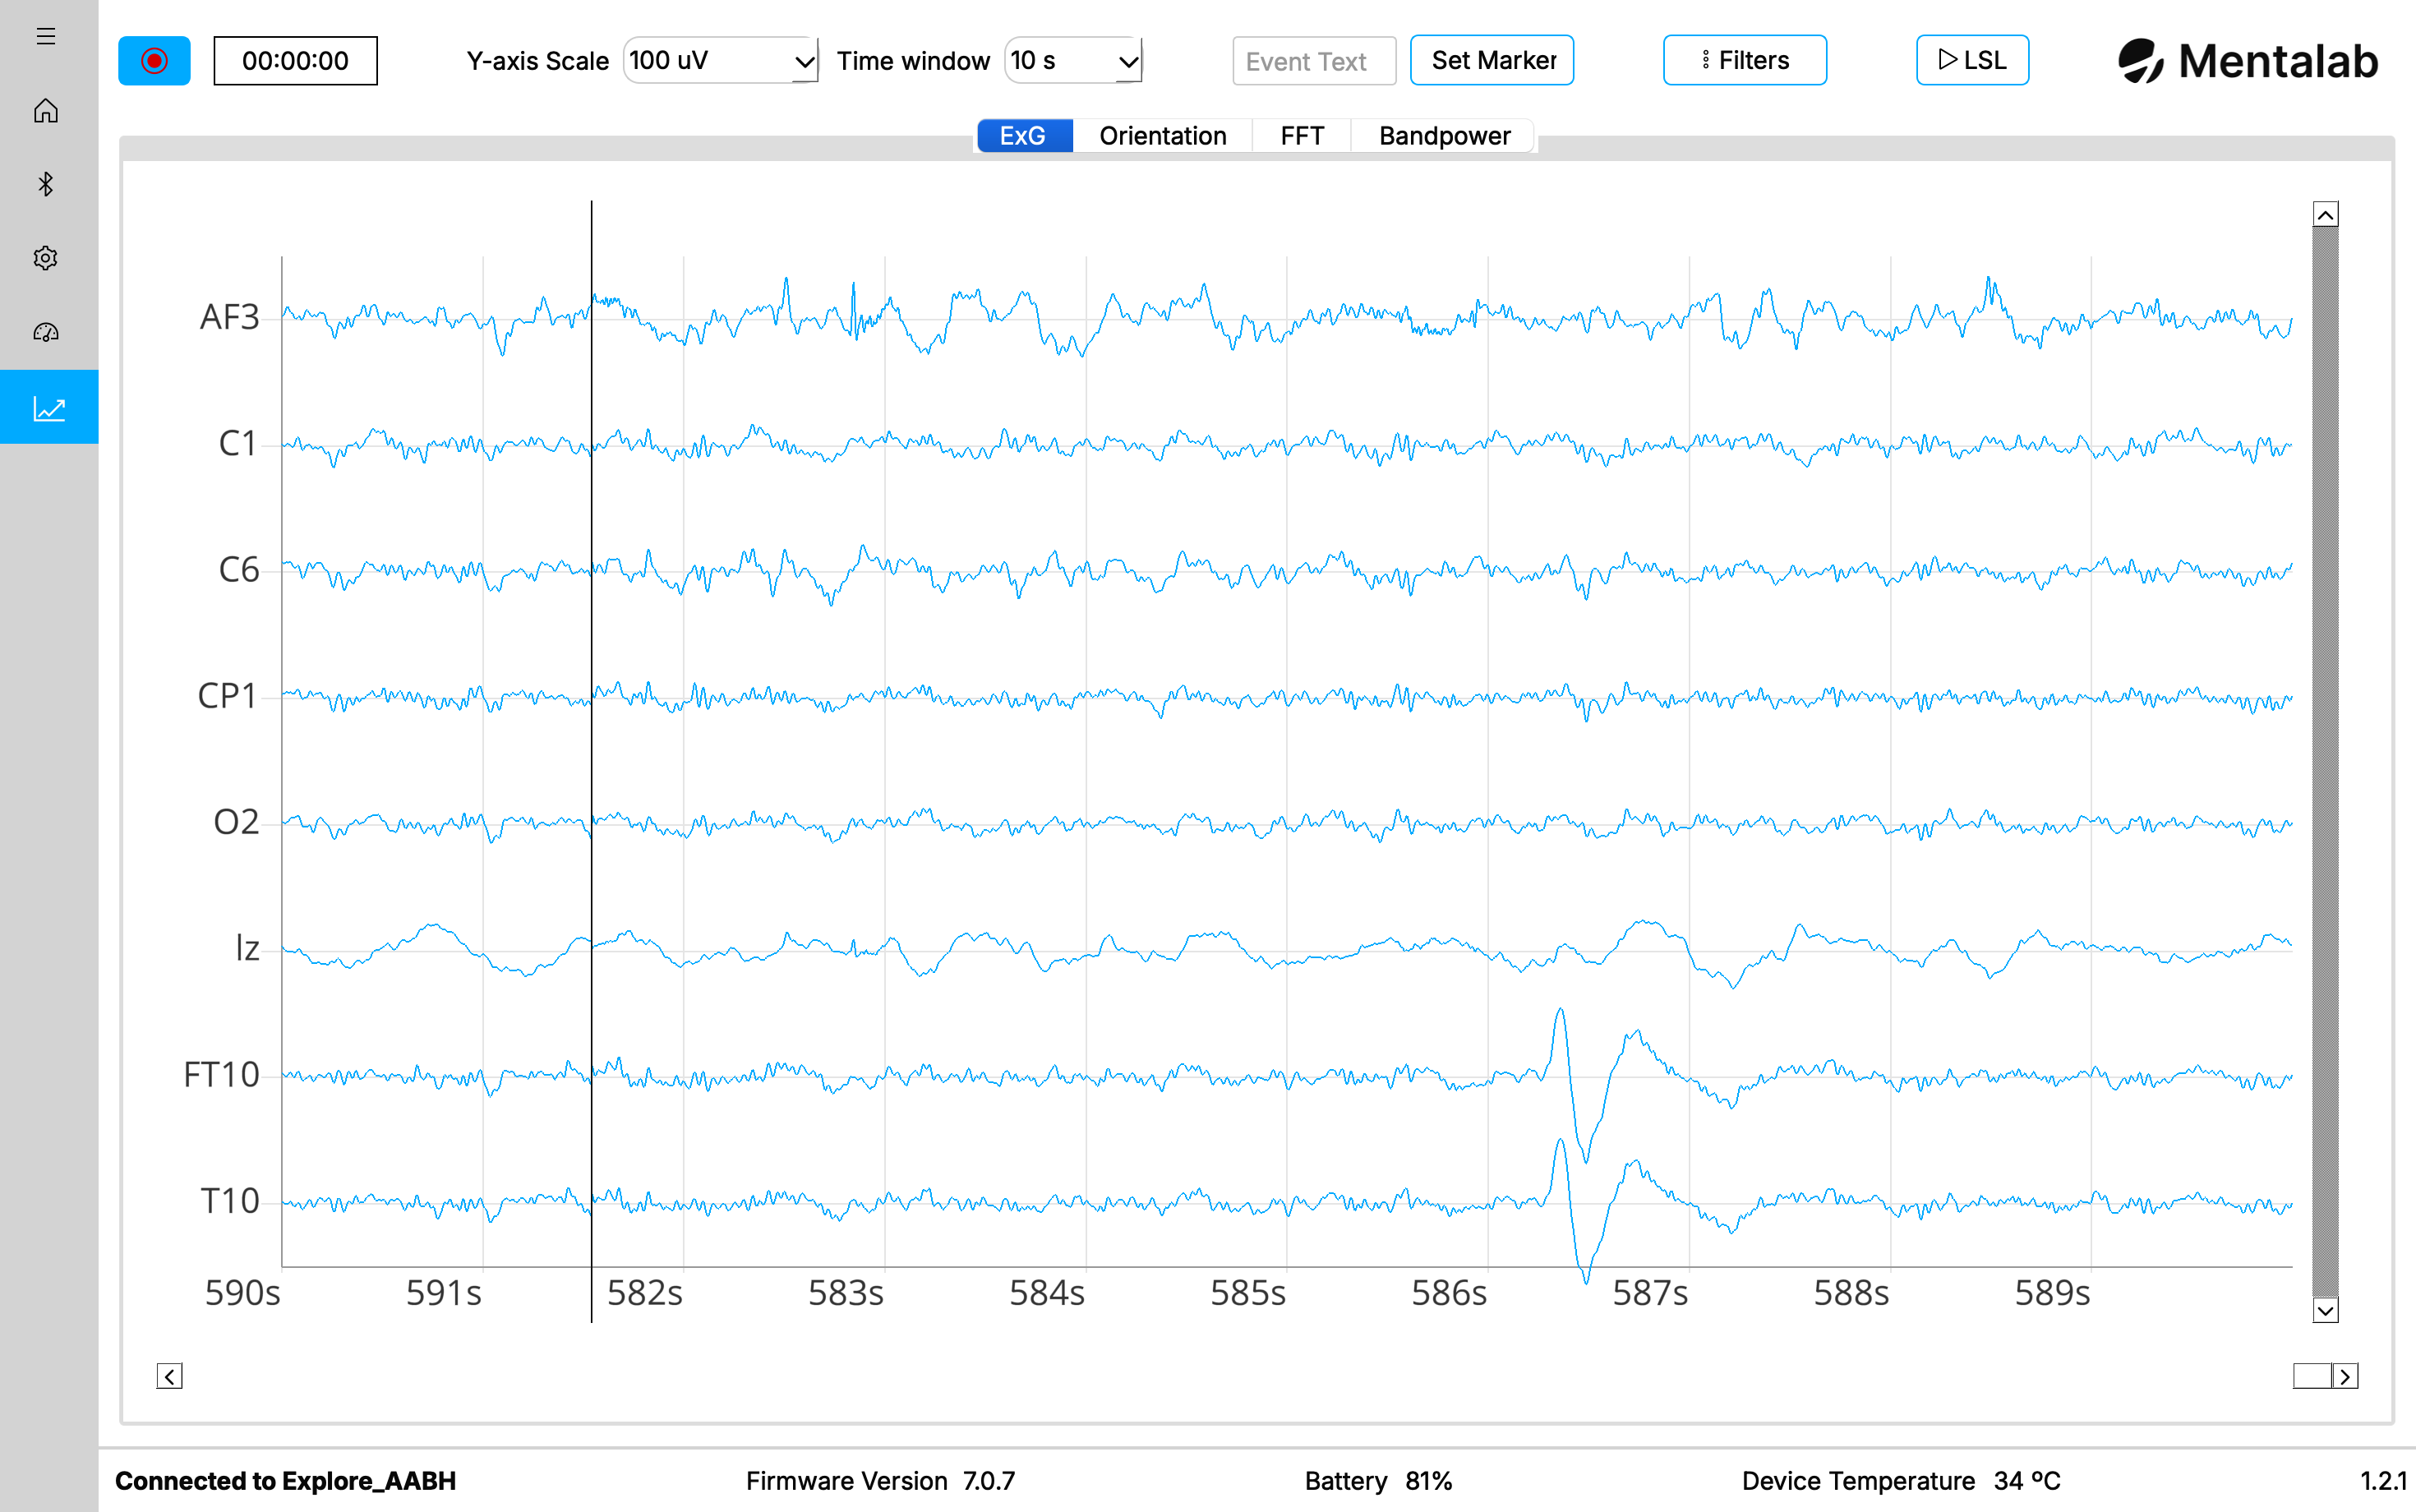 00:00:00 Y-axis Scale 100 uV Time window 10 s Event Text Set Marker Filters LSL Mentalab
ExG Orientation FFT Bandpower
AF3
C1
C6
CP1
O2
Iz
FT10
T10
590s 591s 582s 583s 584s 585s 586s 587s 588s 589s
Connected to Explore_AABH Firmware Version 7.0.7 Battery 81% Device Temperature 34 ºC 1.2.1